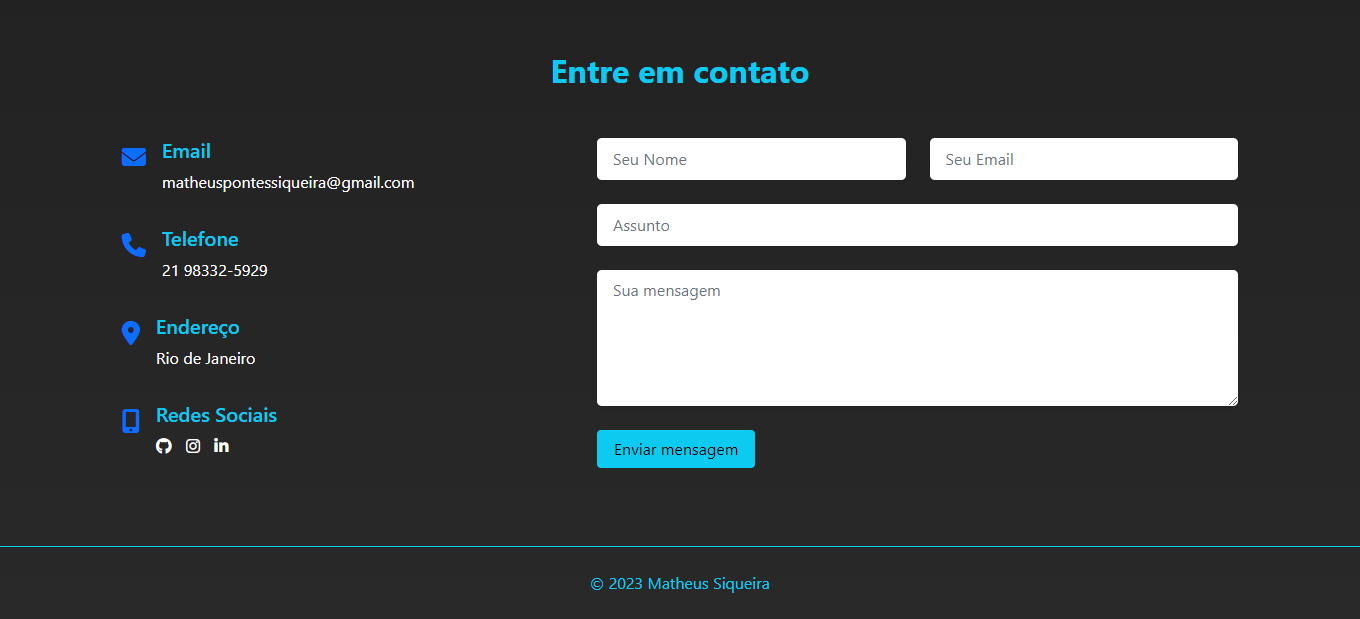 Entre em contato
Email
matheuspontessiqueira@gmail.com
Telefone
21 98332-5929
Endereço
Rio de Janeiro
Redes Sociais
Seu Nome
Seu Email
Assunto
Sua mensagem
Enviar mensagem
© 2023 Matheus Siqueira